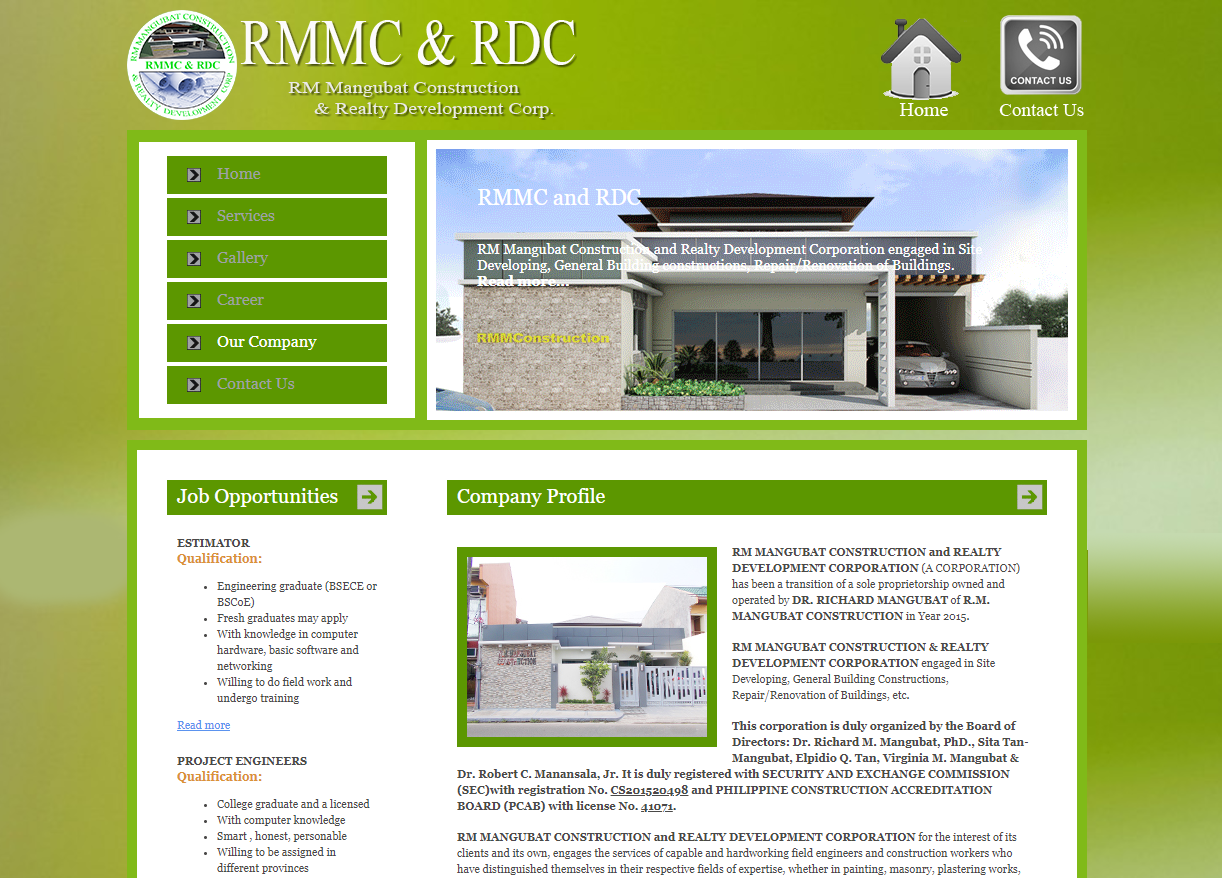 RM MANGUBAT CONSTRUCTION
RMMC & RDC
& REALTY DEVELOPMENT CORP
RMMC & RDC
RM Mangubat Construction
& Realty Development Corp.
CONTACT US
Home
Contact Us
Home
Services
Gallery
Career
Our Company
Contact Us
RMMC and RDC
RM Mangubat Construction and Realty Development Corporation engaged in Site
Developing, General Building constructions, Repair/Renovation of Buildings.
Read more...
RMMConstruction
Job Opportunities
ESTIMATOR
Qualification:
• Engineering graduate (BSECE or
BSCoE)
• Fresh graduates may apply
• With knowledge in computer
hardware, basic software and
networking
• Willing to do field work and
undergo training
Read more
PROJECT ENGINEERS
Qualification:
• College graduate and a licensed
• With computer knowledge
• Smart , honest, personable
• Willing to be assigned in
different provinces
Company Profile
R.M. MANGUBAT
CONSTRUCTION
RM MANGUBAT CONSTRUCTION and REALTY
DEVELOPMENT CORPORATION (A CORPORATION)
has been a transition of a sole proprietorship owned and
operated by DR. RICHARD MANGUBAT of R.M.
MANGUBAT CONSTRUCTION in Year 2015.
RM MANGUBAT CONSTRUCTION & REALTY
DEVELOPMENT CORPORATION engaged in Site
Developing, General Building Constructions,
Repair/Renovation of Buildings, etc.
This corporation is duly organized by the Board of
Directors: Dr. Richard M. Mangubat, PhD., Sita Tan-
Mangubat, Elpidio Q. Tan, Virginia M. Mangubat &
Dr. Robert C. Manansala, Jr. It is duly registered with SECURITY AND EXCHANGE COMMISSION
(SEC)with registration No. CS201520498 and PHILIPPINE CONSTRUCTION ACCREDITATION
BOARD (PCAB) with license No. 41071.
RM MANGUBAT CONSTRUCTION and REALTY DEVELOPMENT CORPORATION for the interest of its
clients and its own, engages the services of capable and hardworking field engineers and construction workers who
have distinguished themselves in their respective fields of expertise, whether in painting, masonry, plastering works,